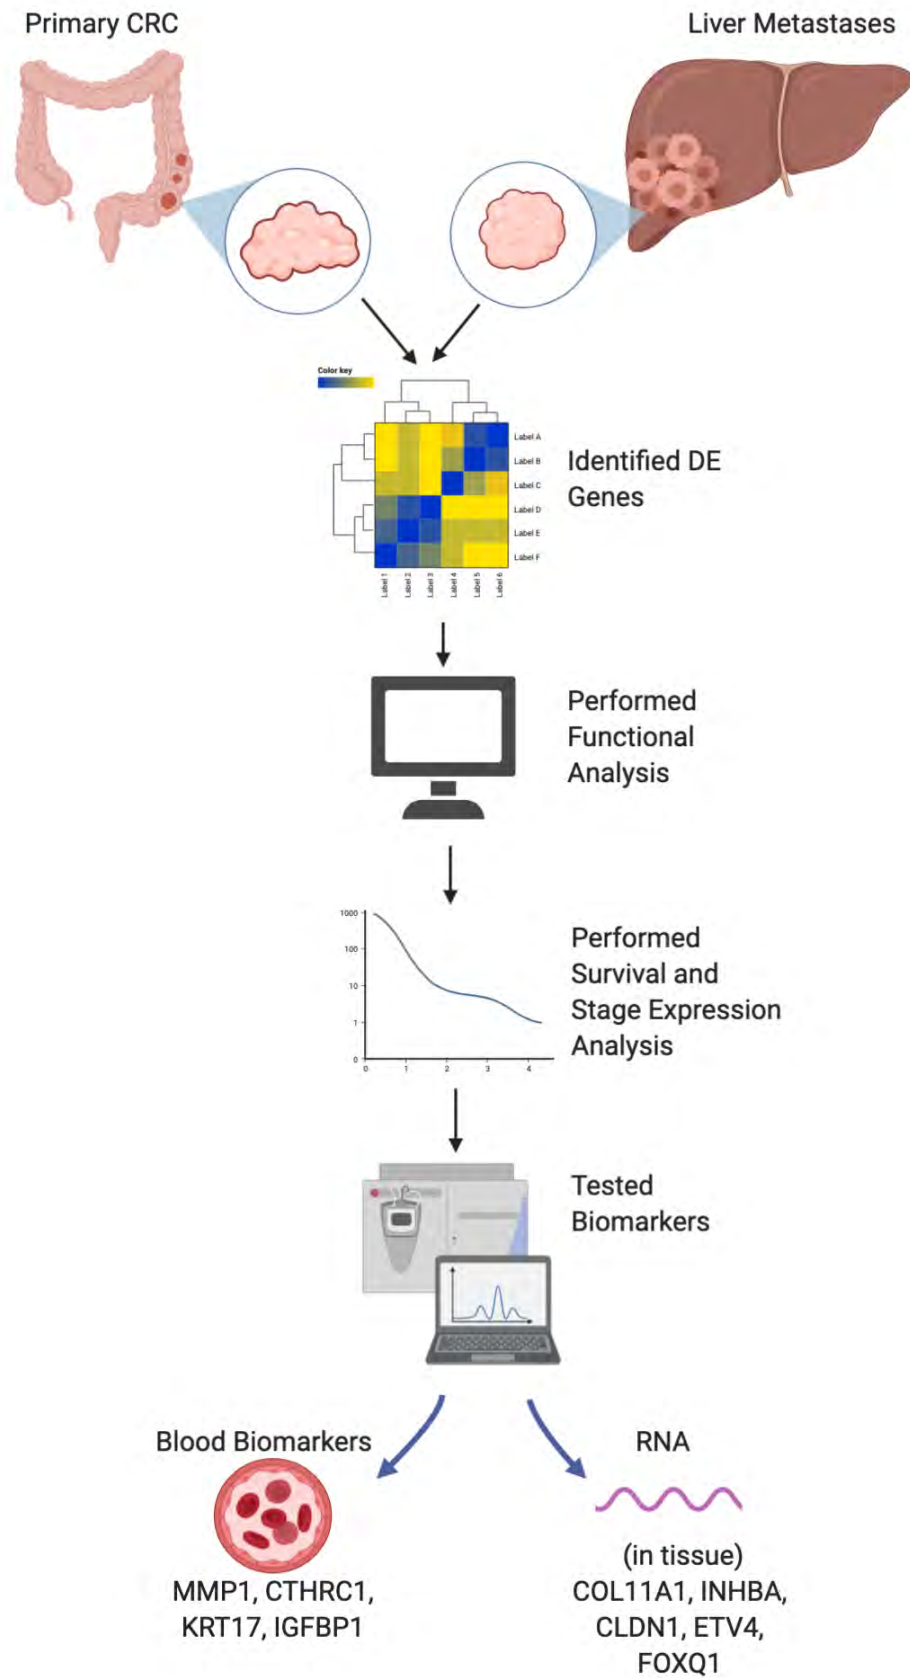 Primary CRC
Liver Metastases
Color key
Label A
Label B
Label C
Label D
Label E
Label F
Label 1
Label 2
Label 3
Label 4
Label 5
Label 6
Identified DE
Genes
Performed
Functional
Analysis
1000
100
10
1
0
0 1 2 3 4
Performed
Survival and
Stage Expression
Analysis
Tested
Biomarkers
Blood Biomarkers
MMP1, CTHRC1,
KRT17, IGFBP1
RNA
(in tissue)
COL11A1, INHBA,
CLDN1, ETV4,
FOXQ1